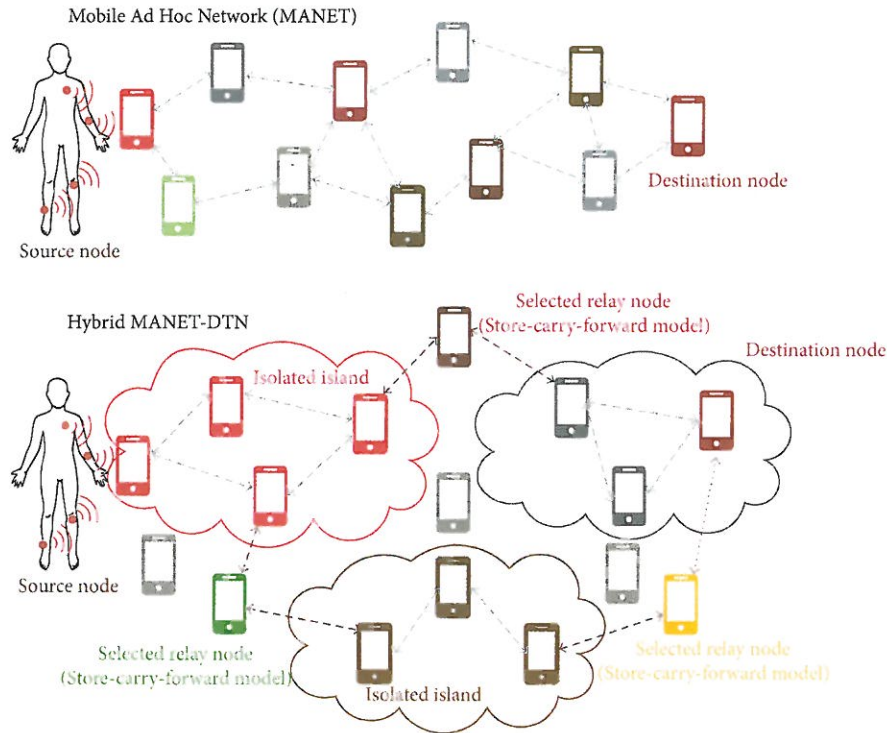 Mobile Ad Hoc Network (MANET)
Destination node
Source node
Selected relay node
(Store-carry-forward model)
Hybrid MANET-DTN
Destination node
Isolated island
Source node
Selected relay node
(Store-carry-forward model)
Selected relay node
(Store-carry-forward model)
Isolated island